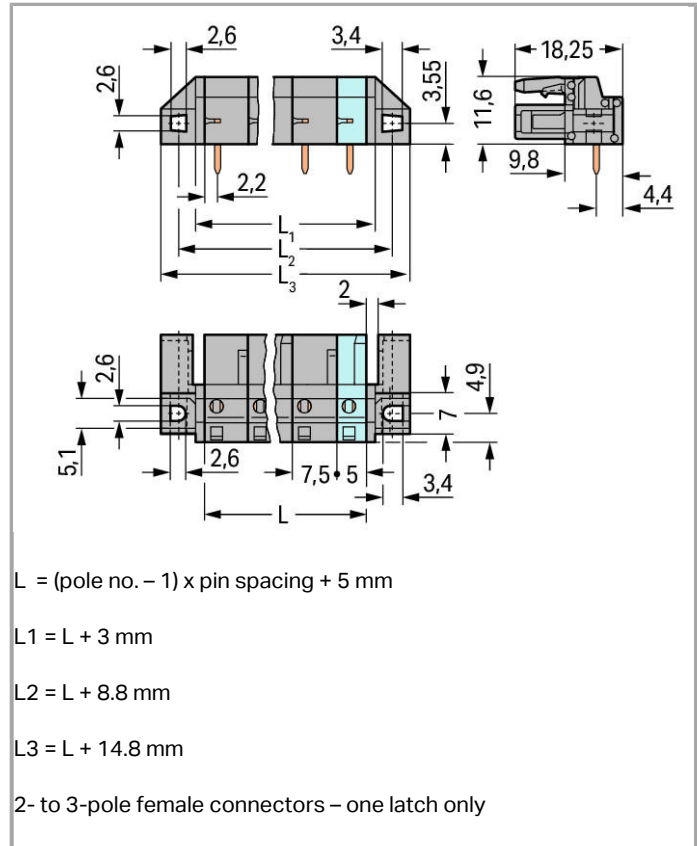 2,6
3,4
18,25
2,6
3,55
11,6
2,2
9,8
4,4
L1
L2
L3
2
2,6
4,9
7
5,1
2,6
7,5
5
3,4
L
L = (pole no. – 1) x pin spacing + 5 mm
L1 = L + 3 mm
L2 = L + 8.8 mm
L3 = L + 14.8 mm
2- to 3-pole female connectors – one latch only